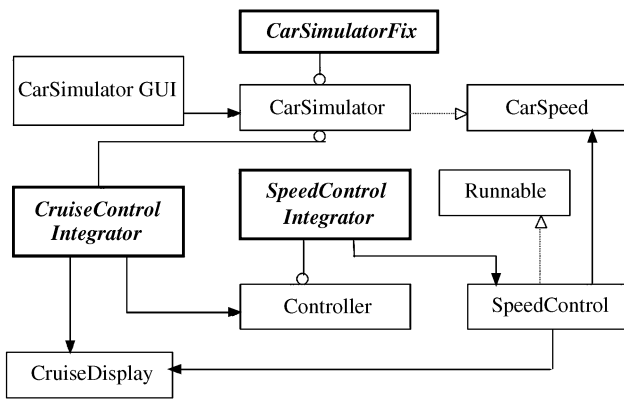 CarSimulatorFix
CarSimulator GUI
CarSimulator
CarSpeed
CruiseControl
Integrator
SpeedControl
Integrator
Runnable
Controller
SpeedControl
CruiseDisplay